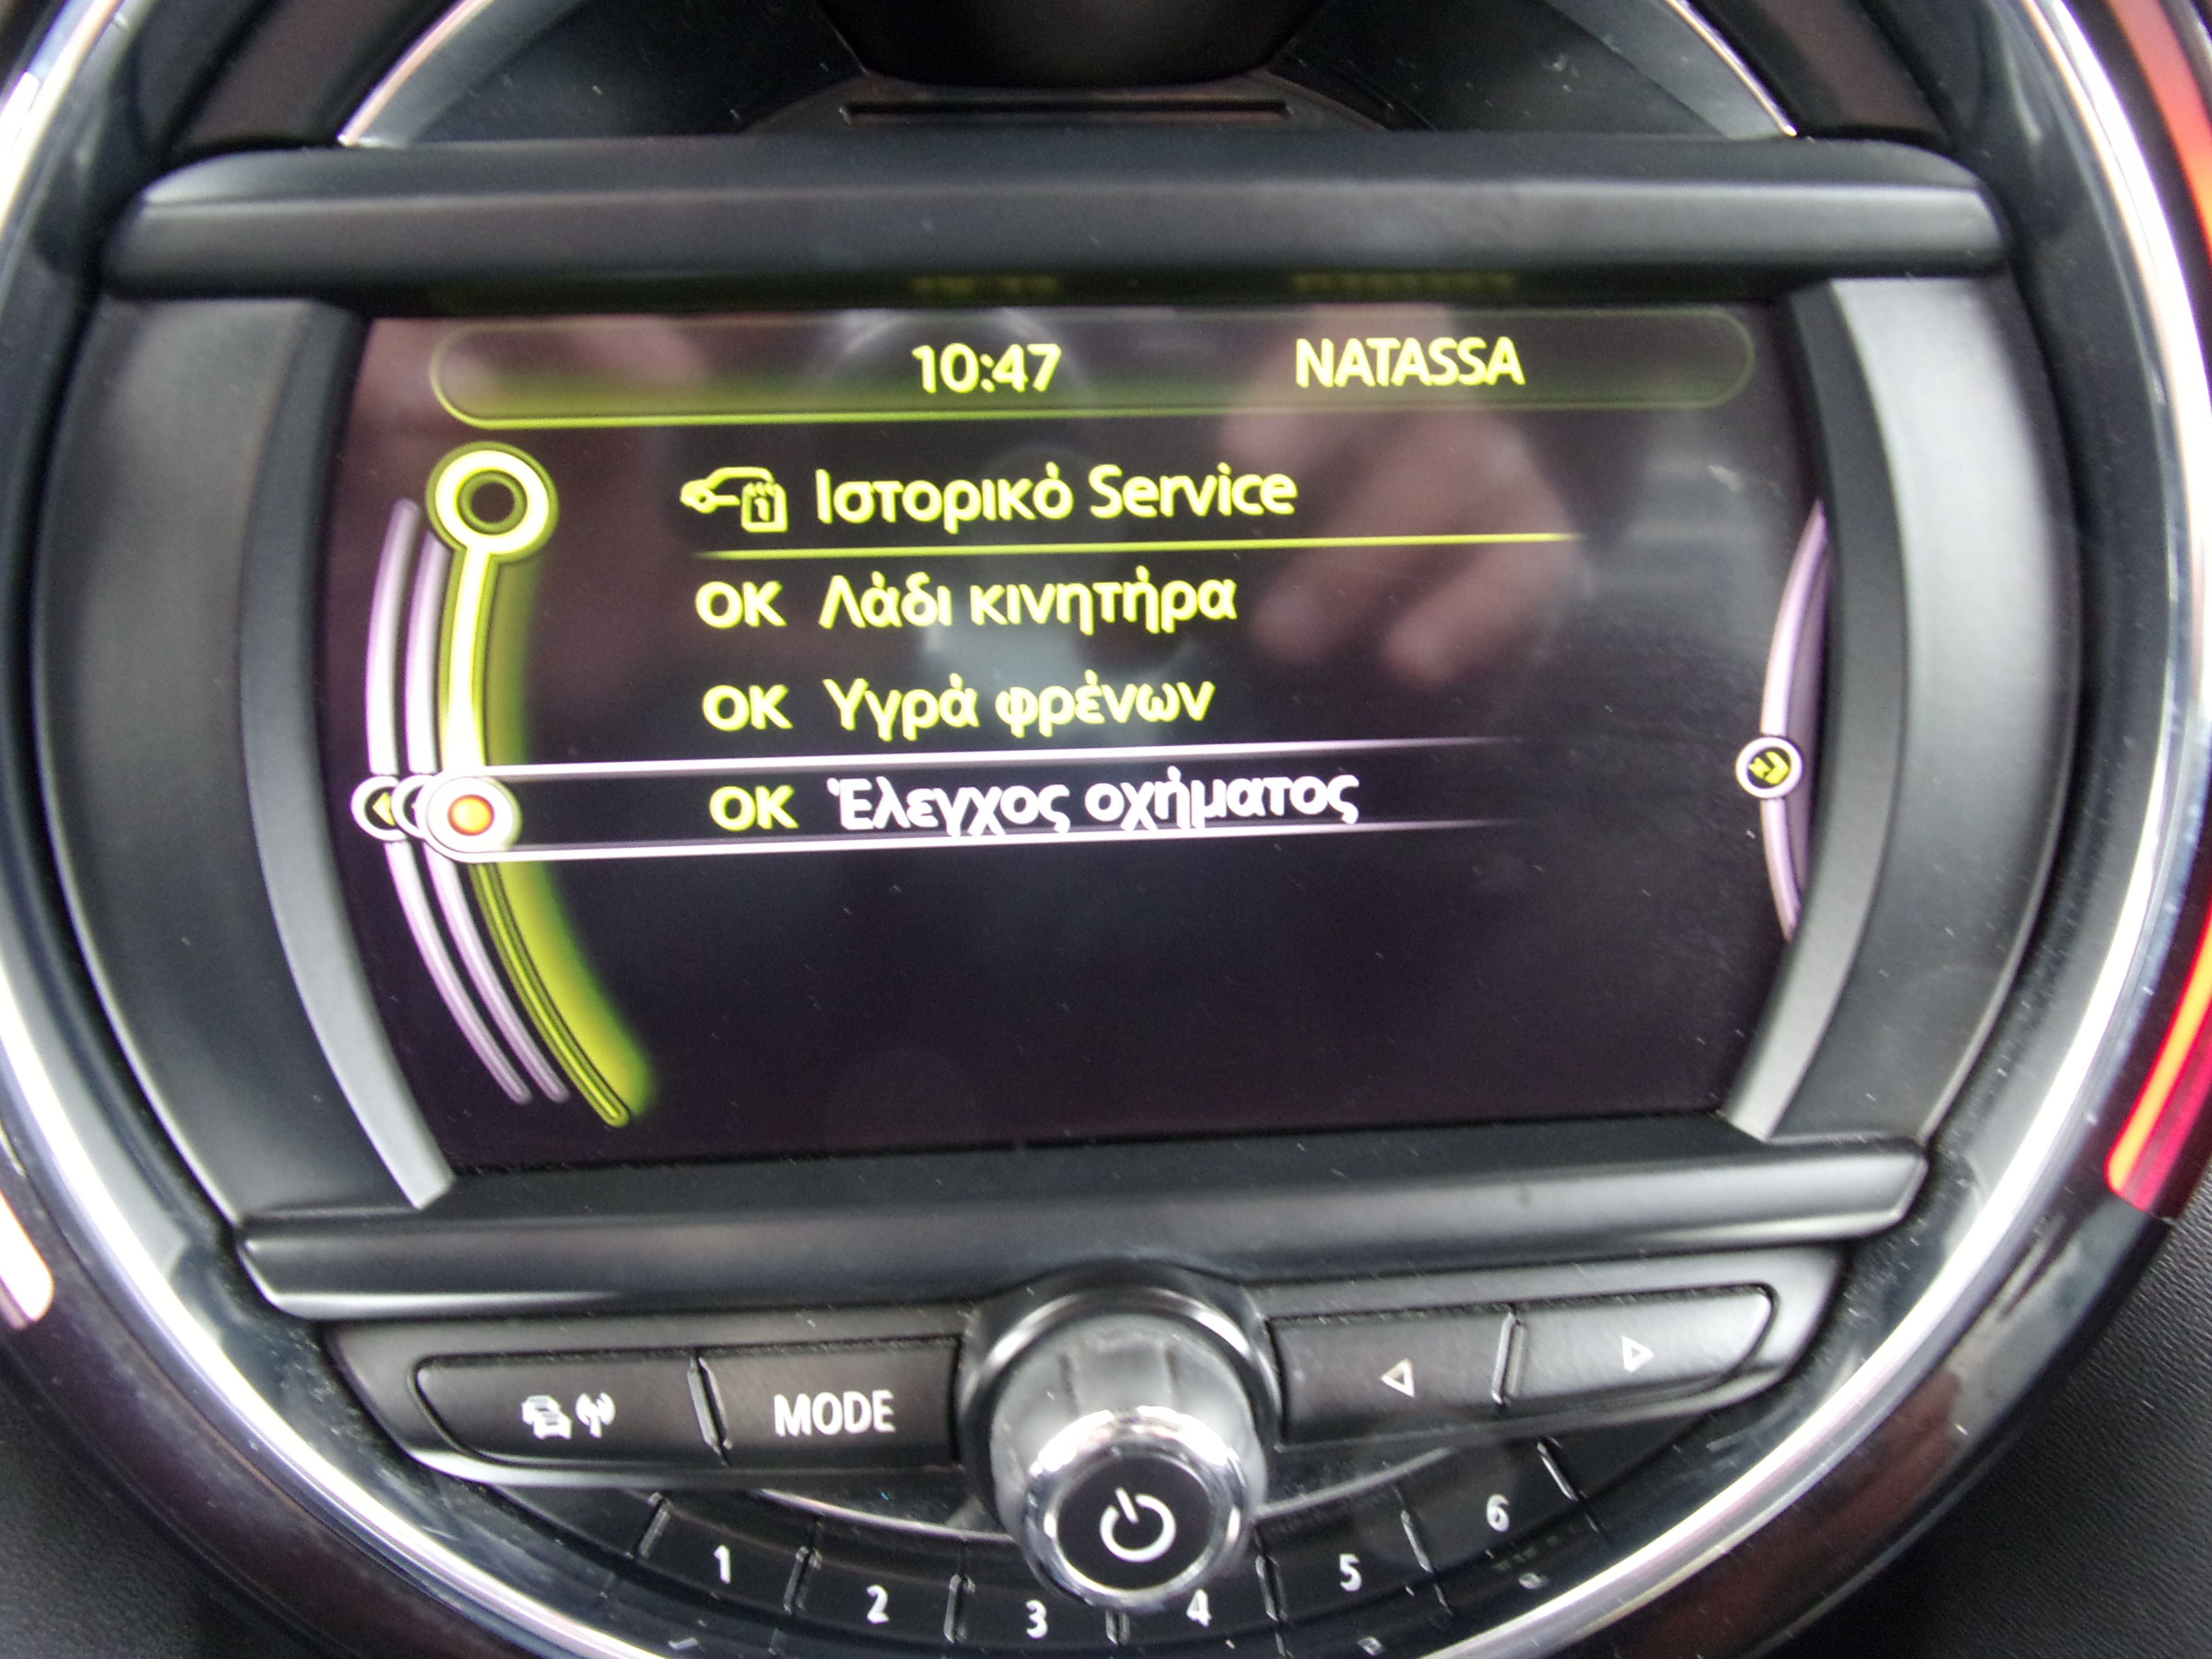 10:47 NATASSA
Ιστορικό Service
OK Λάδι κινητήρα
OK Υγρά φρένων
OK Έλεγχος οχήματος
MODE
1 2 3 4 5 6